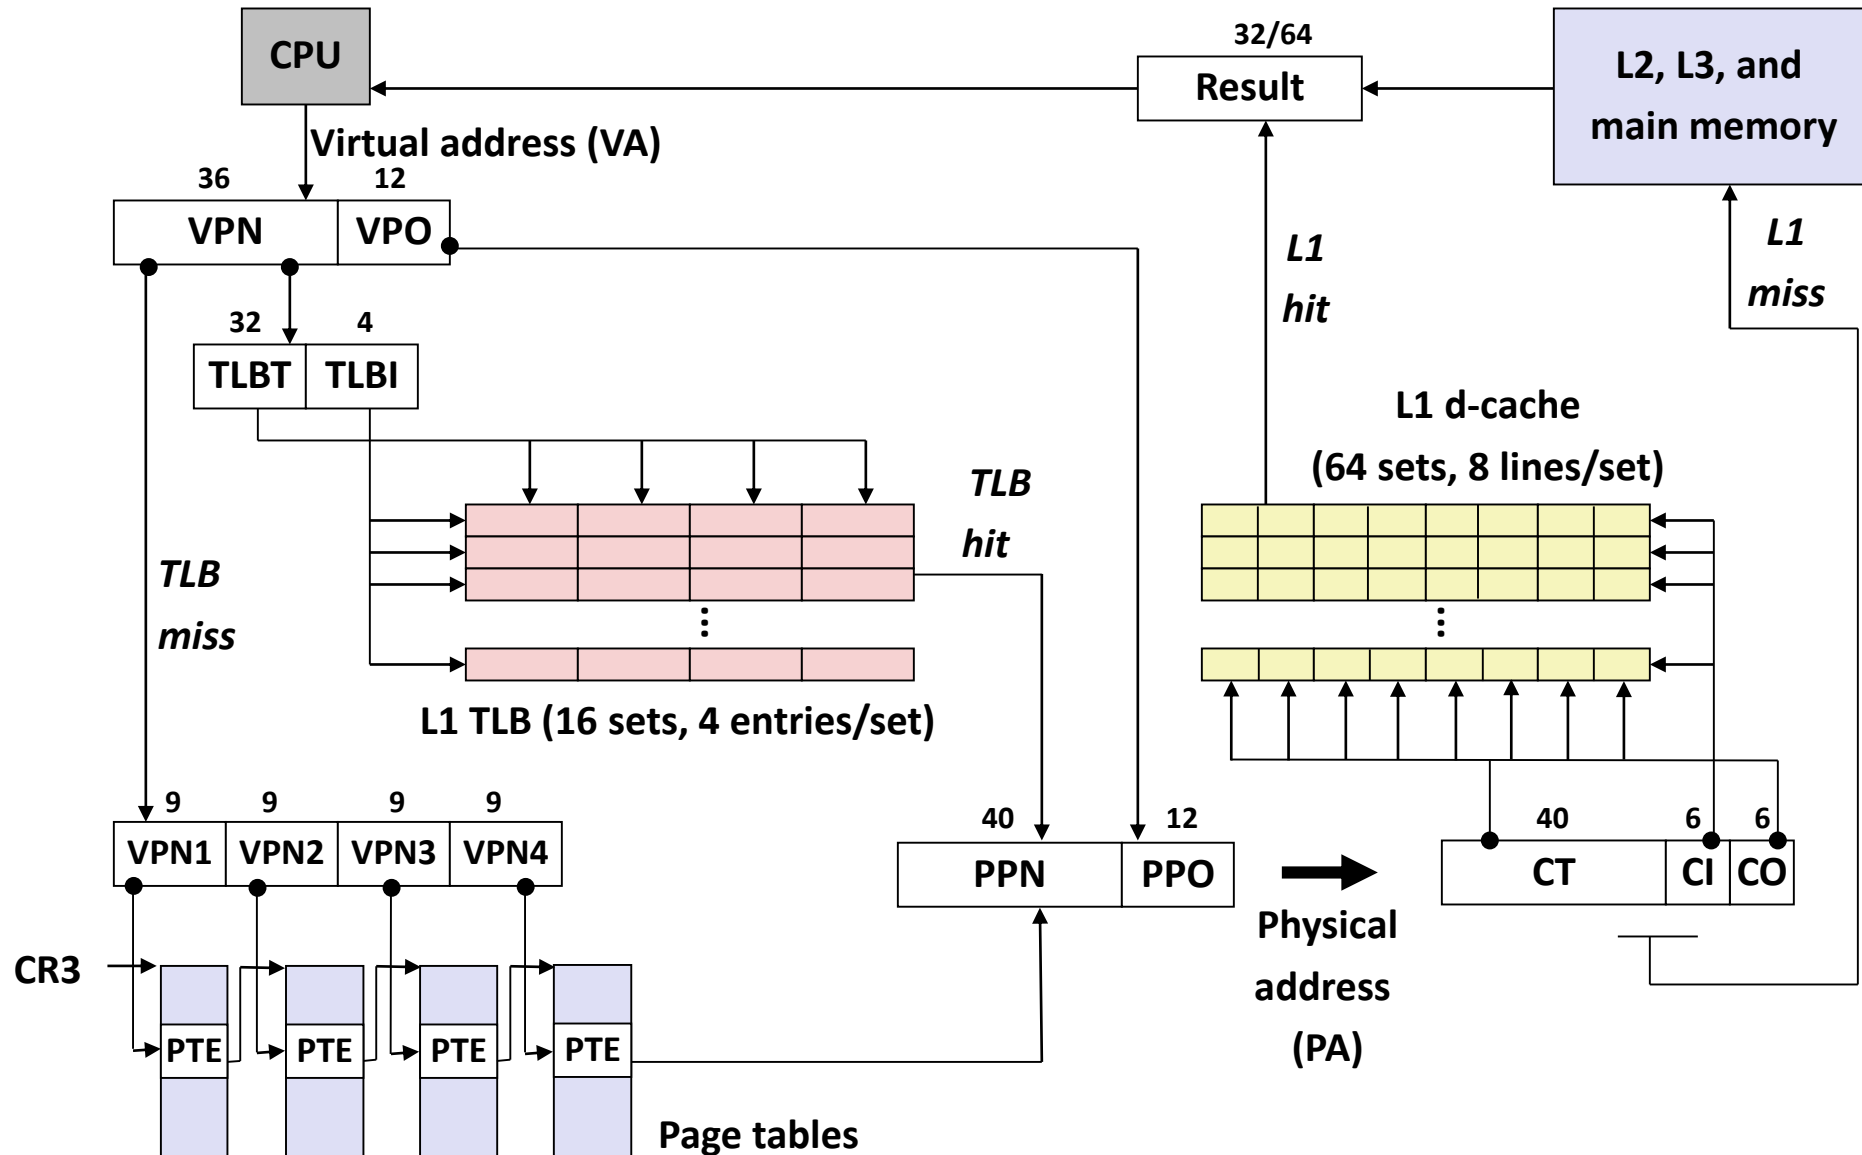 CPU
32/64
Result
L2, L3, and
main memory
Virtual address (VA)
36
12
VPN
VPO
L1
hit
L1
miss
32
4
TLBT
TLBI
L1 d-cache
(64 sets, 8 lines/set)
TLB
hit
TLB
miss
...
...
L1 TLB (16 sets, 4 entries/set)
9
9
9
9
VPN1
VPN2
VPN3
VPN4
40
12
PPN
PPO
40
6
6
CT
CI
CO
Physical
address
(PA)
CR3
PTE
PTE
PTE
PTE
Page tables